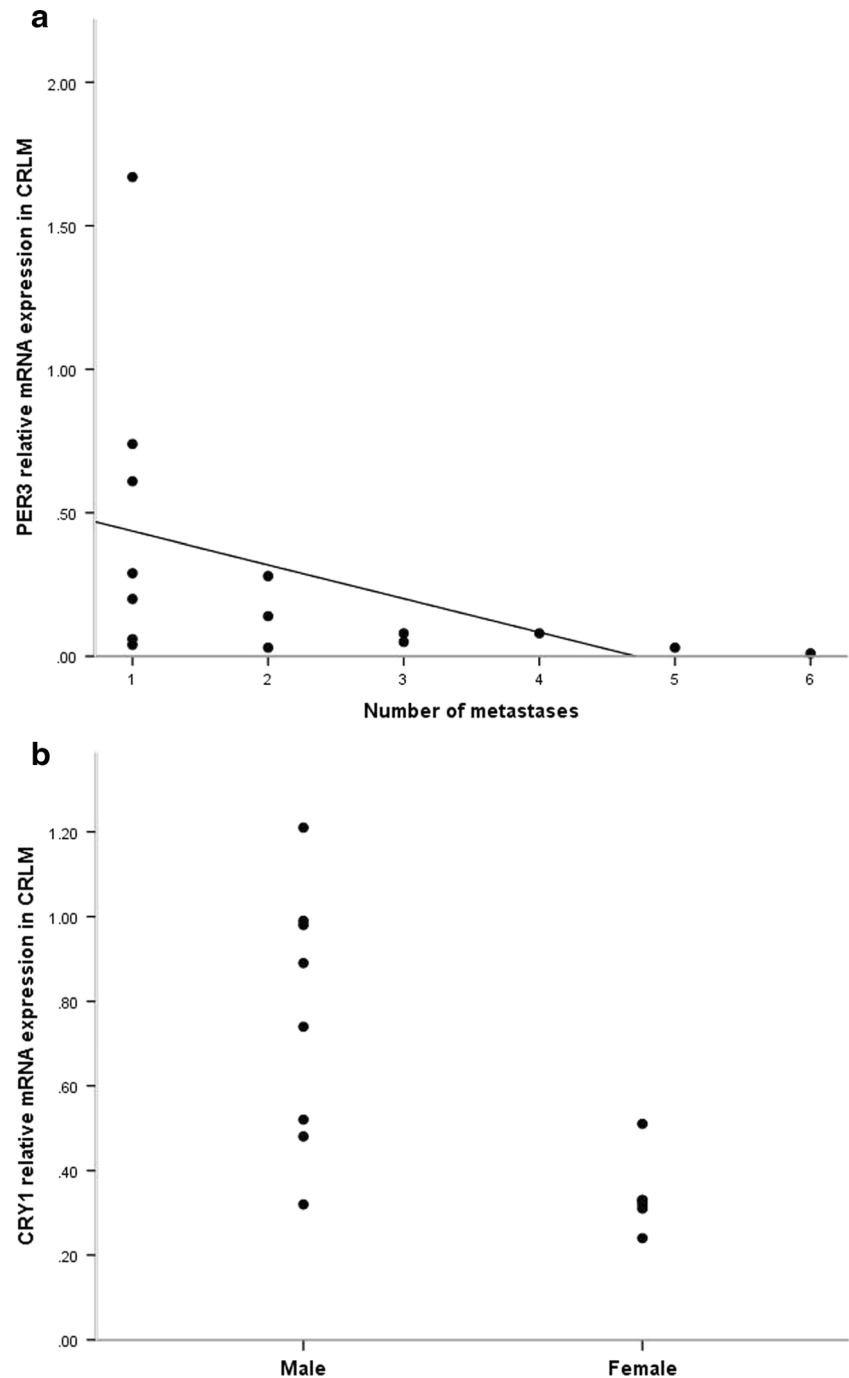 a
PER3 relative mRNA expression in CRLM
2.00
1.50
1.00
.50
.00
1 2 3 4 5 6
Number of metastases
b
CRY1 relative mRNA expression in CRLM
1.20
1.00
.80
.60
.40
.20
.00
Male Female